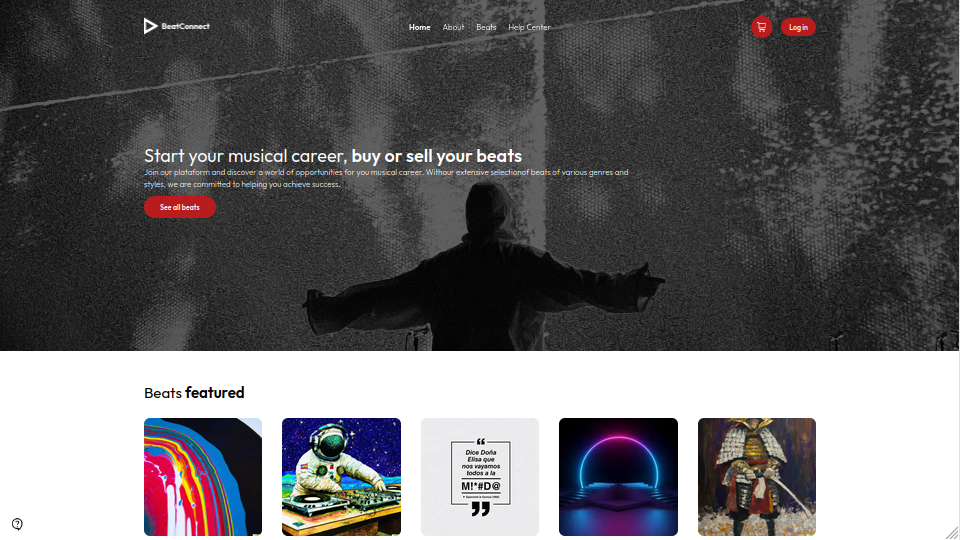 BeatConnect
Home About Beats Help Center
Log in
Start your musical career, buy or sell your beats
Join our plataform and discover a world of opportunities for you musical career. Withour extensive selectionof beats of various genres and
styles, we are committed to helping you achieve success.
See all beats
Beats featured
“
Dice Doña
Elisa que
nos vayamos
todos a la
M!*#D@
”